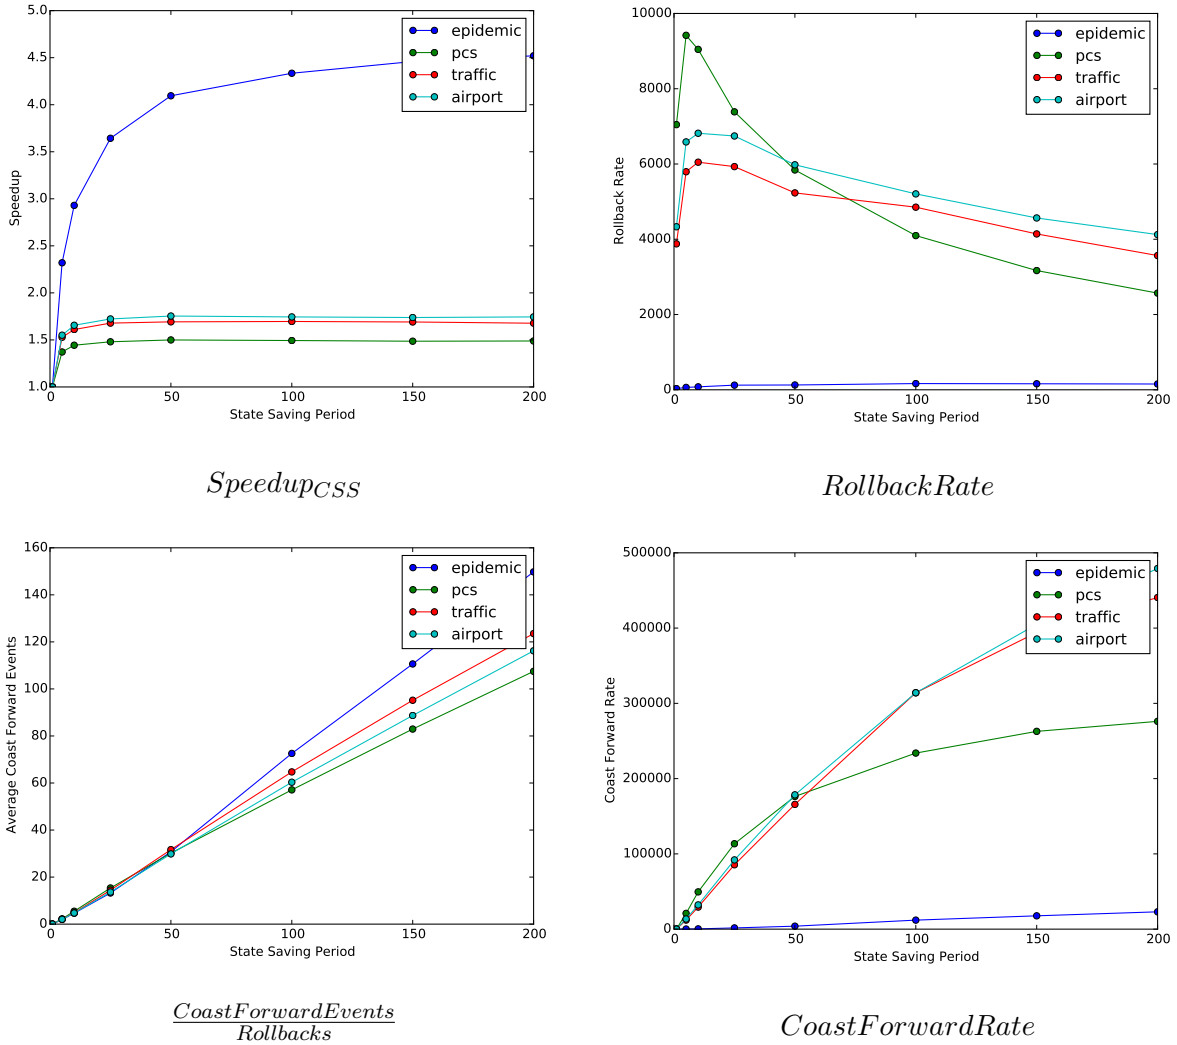 5.0
4.5
4.0
3.5
3.0
2.5
2.0
1.5
1.0
Speedup
0 50 100 150 200
State Saving Period
epidemic
pcs
traffic
airport
Speedup_CSS
10000
8000
6000
4000
2000
0
Rollback Rate
0 50 100 150 200
State Saving Period
epidemic
pcs
traffic
airport
RollbackRate
160
140
120
100
80
60
40
20
0
Average Coast Forward Events
0 50 100 150 200
State Saving Period
epidemic
pcs
traffic
airport
CoastForwardEvents
Rollbacks
500000
400000
300000
200000
100000
0
Coast Forward Rate
0 50 100 150 200
State Saving Period
epidemic
pcs
traffic
airport
CoastForwardRate